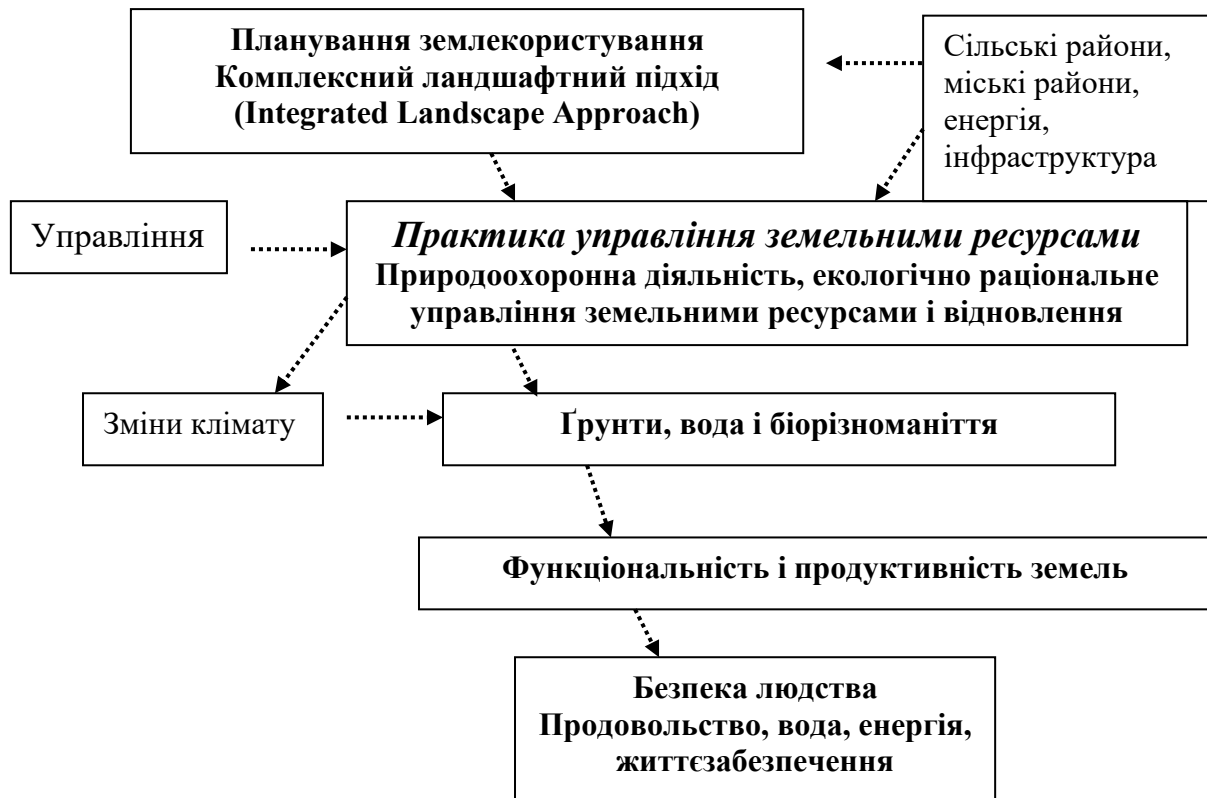 Планування землекористування
Комплексний ландшафтний підхід
(Integrated Landscape Approach)
Сільські райони,
міські райони,
енергія,
інфраструктура
Управління
Практика управління земельними ресурсами
Природоохоронна діяльність, екологічно раціональне
управління земельними ресурсами і відновлення
Зміни клімату
Ґрунти, вода і біорізноманіття
Функціональність і продуктивність земель
Безпека людства
Продовольство, вода, енергія,
життєзабезпечення